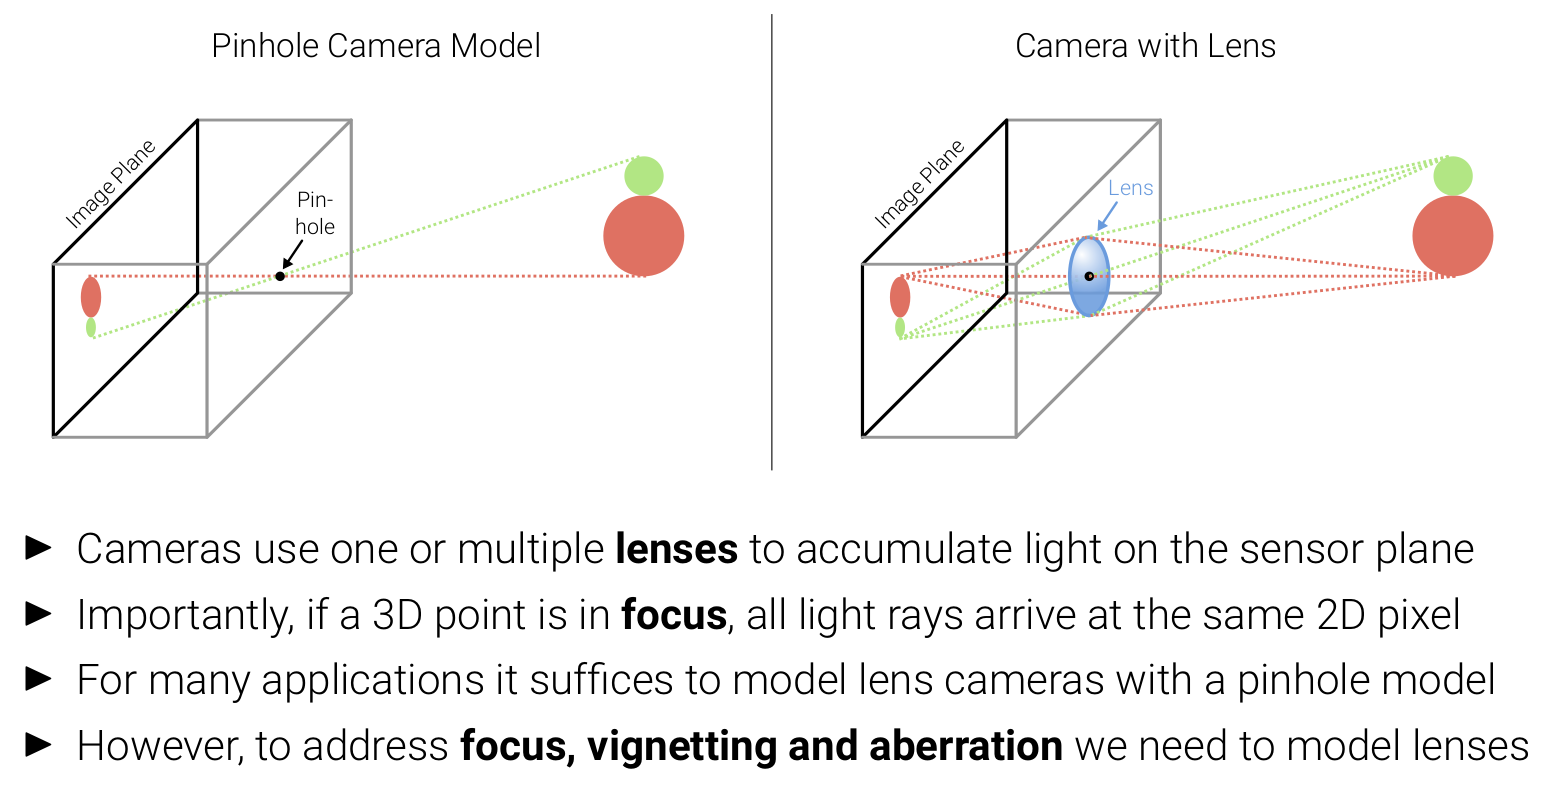 Pinhole Camera Model
Image Plane
Pin-
hole
Camera with Lens
Image Plane
Lens
Cameras use one or multiple lenses to accumulate light on the sensor plane
Importantly, if a 3D point is in focus, all light rays arrive at the same 2D pixel
For many applications it suffices to model lens cameras with a pinhole model
However, to address focus, vignetting and aberration we need to model lenses